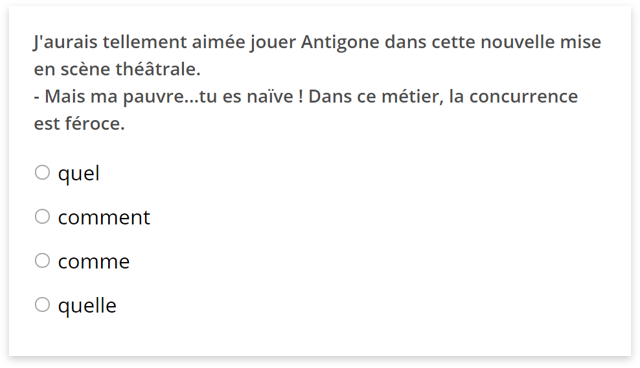 J'aurais tellement aimée jouer Antigone dans cette nouvelle mise
en scène théâtrale.
- Mais ma pauvre...tu es naïve ! Dans ce métier, la concurrence
est féroce.
quel
comment
comme
quelle